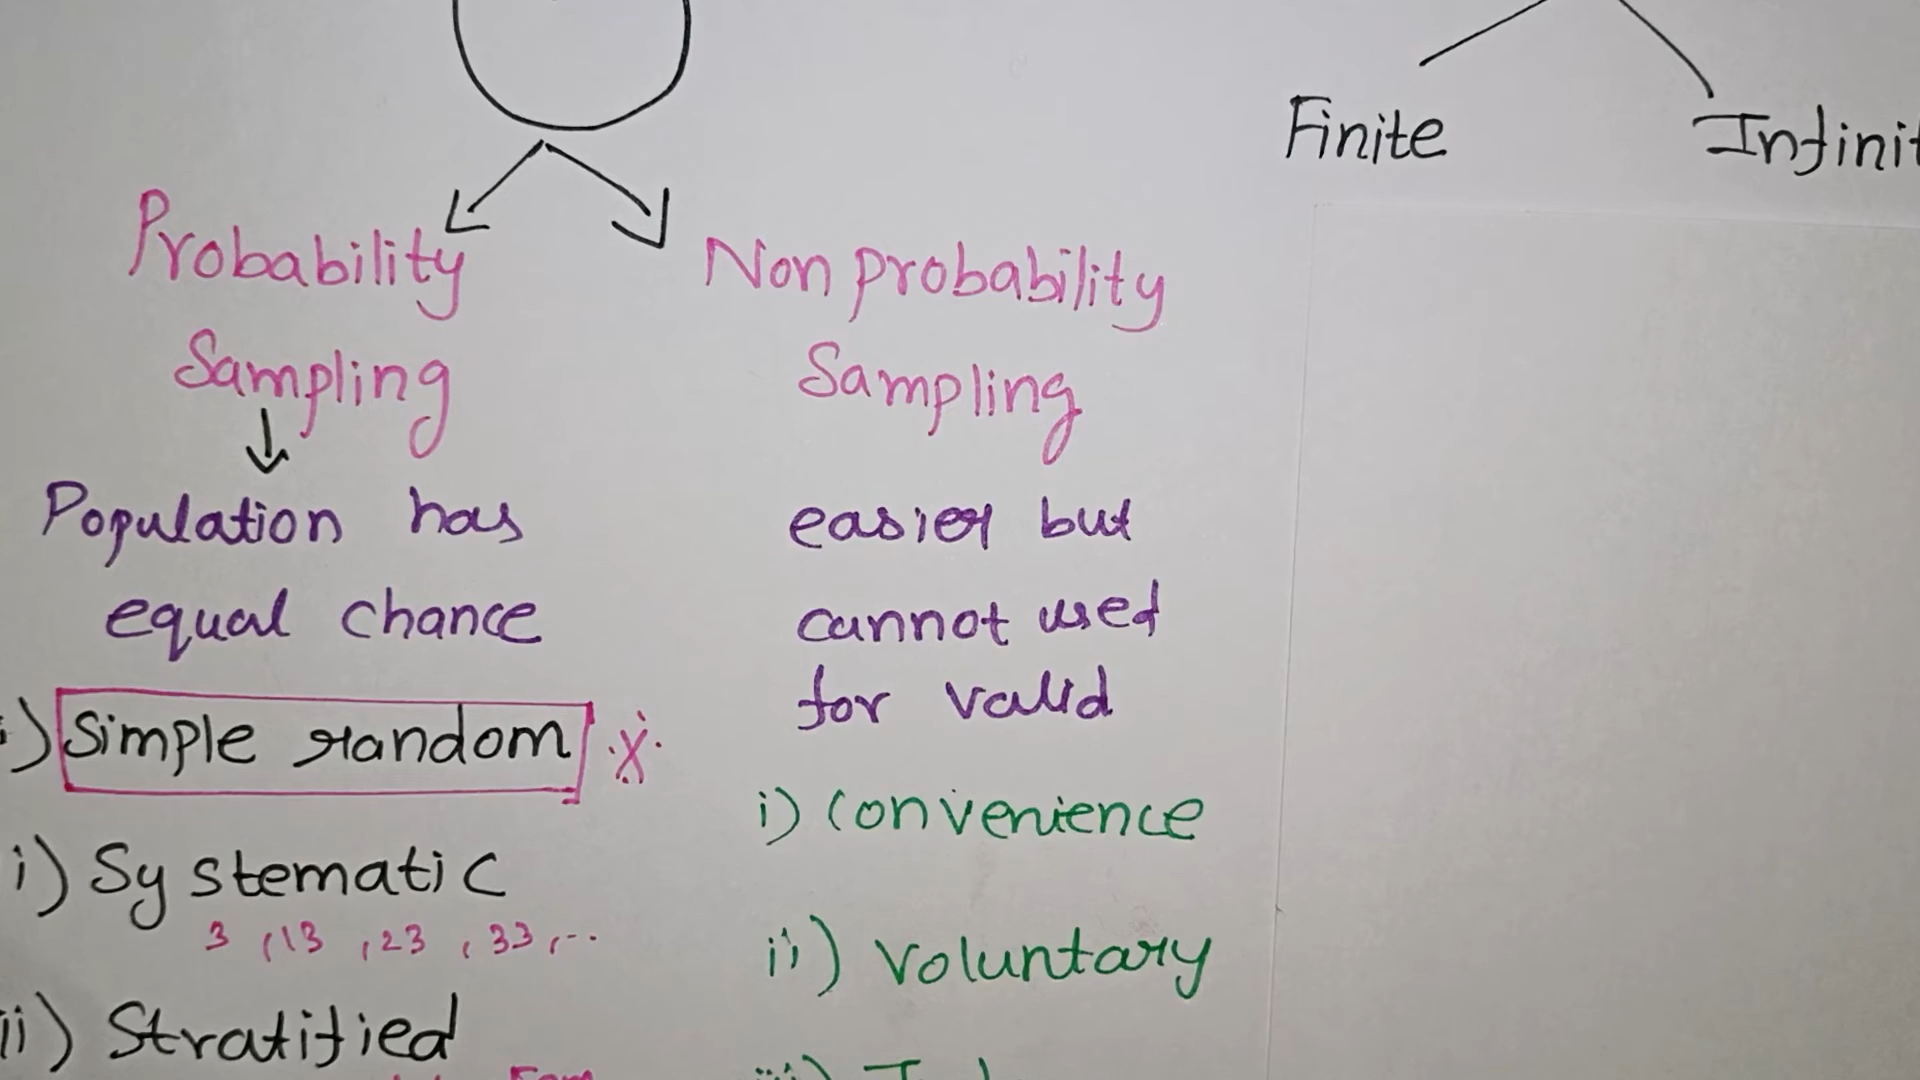 Finite
Probability
Sampling
Population has
equal chance
Simple random
i) Systematic
3, 13, 23, 33, ..
ii) Stratified
Non probability
Sampling
easier but
cannot used
for valid
i) convenience
ii) voluntary